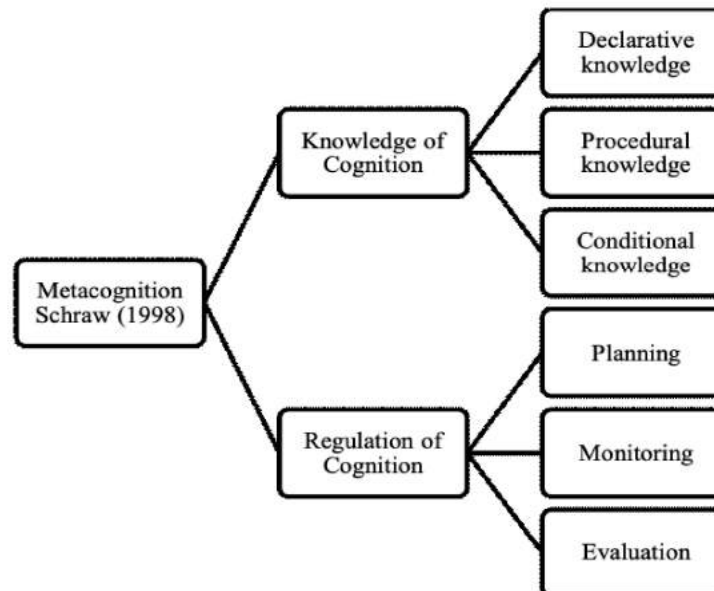 Declarative
knowledge
Knowledge of
Cognition
Procedural
knowledge
Conditional
knowledge
Metacognition
Schraw (1998)
Planning
Regulation of
Cognition
Monitoring
Evaluation